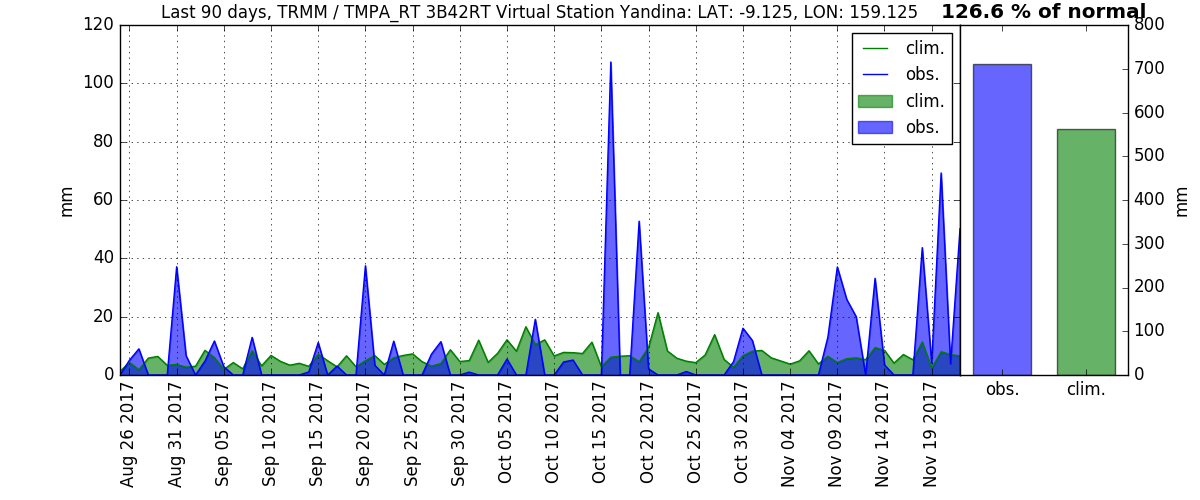 Last 90 days, TRMM / TMPA_RT 3B42RT Virtual Station Yandina: LAT: -9.125, LON: 159.125
126.6 % of normal
120
100
80
60
40
20
0
mm
clim.
obs.
clim.
obs.
800
700
600
500
400
300
200
100
0
mm
Aug 26 2017
Aug 31 2017
Sep 05 2017
Sep 10 2017
Sep 15 2017
Sep 20 2017
Sep 25 2017
Sep 30 2017
Oct 05 2017
Oct 10 2017
Oct 15 2017
Oct 20 2017
Oct 25 2017
Oct 30 2017
Nov 04 2017
Nov 09 2017
Nov 14 2017
Nov 19 2017
obs.
clim.